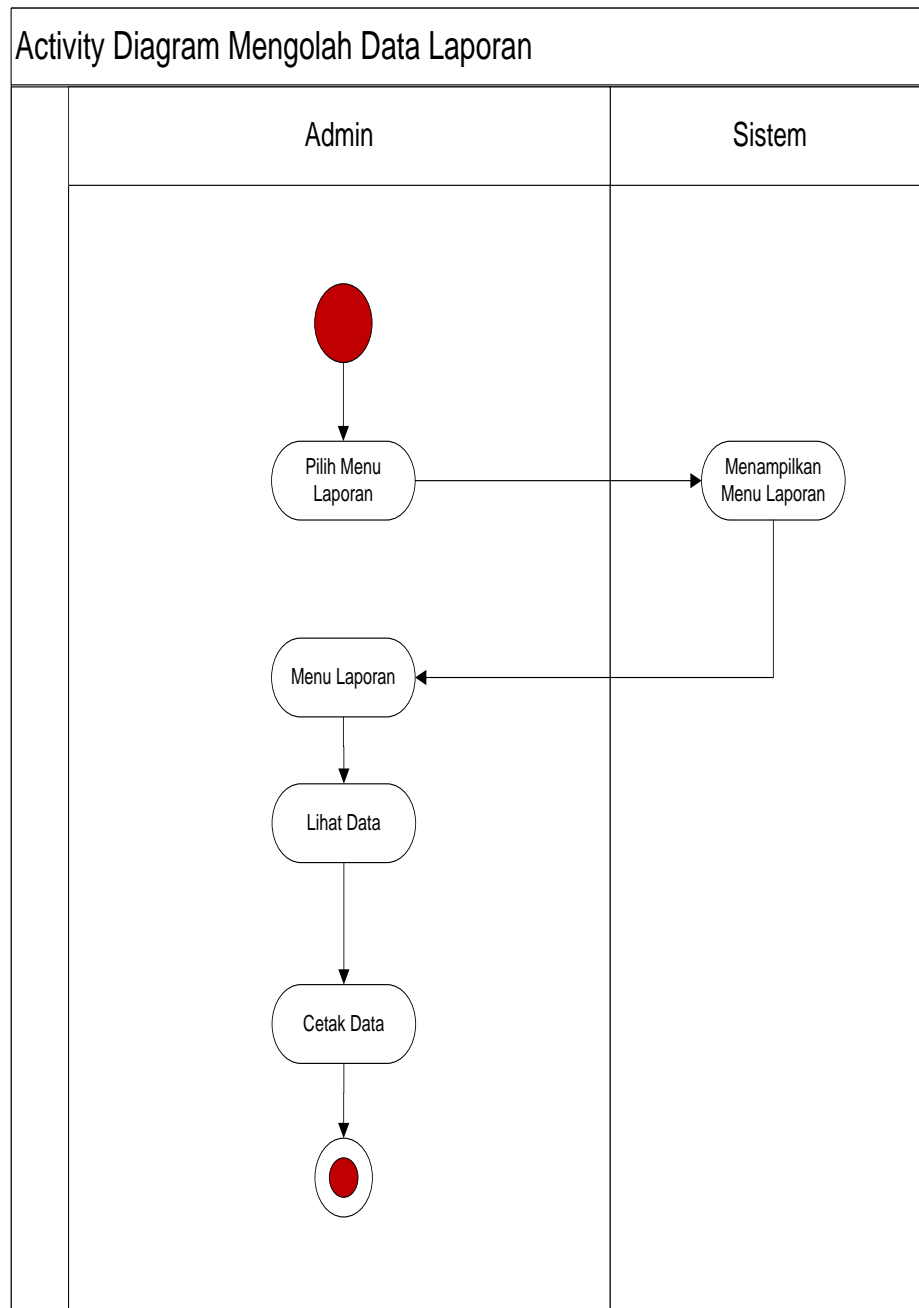 Activity Diagram Mengolah Data Laporan
Admin
Sistem
Pilih Menu
Laporan
Menampilkan
Menu Laporan
Menu Laporan
Lihat Data
Cetak Data